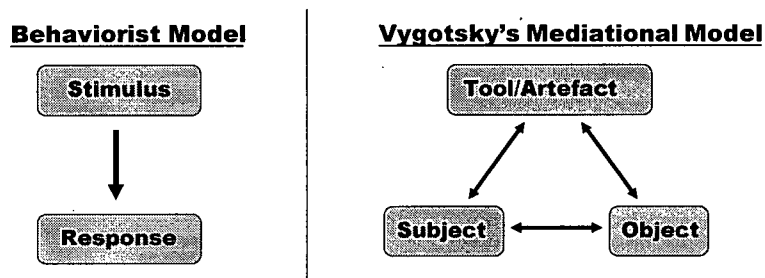 Behaviorist Model
Stimulus
Response
Vygotsky's Mediational Model
Tool/Artefact
Subject
Object